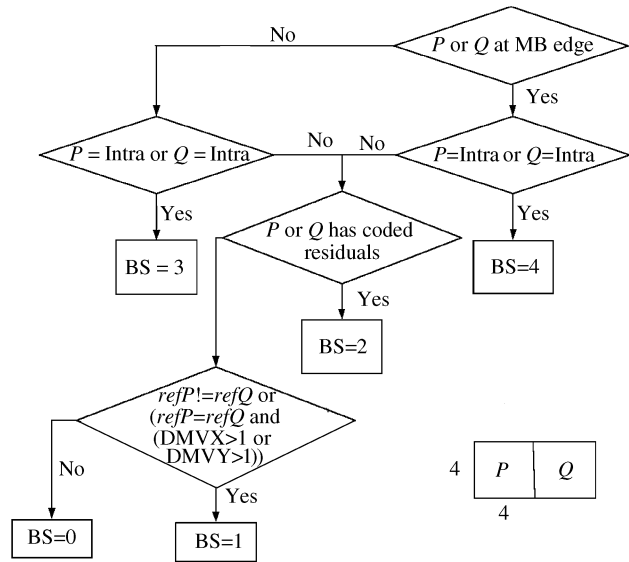 No
P or Q at MB edge
Yes
P = Intra or Q = Intra
No
No
P=Intra or Q=Intra
Yes
P or Q has coded
residuals
Yes
BS = 3
BS=4
Yes
BS=2
refP!=refQ or
(refP=refQ and
(DMVX>1 or
DMVY>1))
No
Yes
BS=0
BS=1
4
P
Q
4